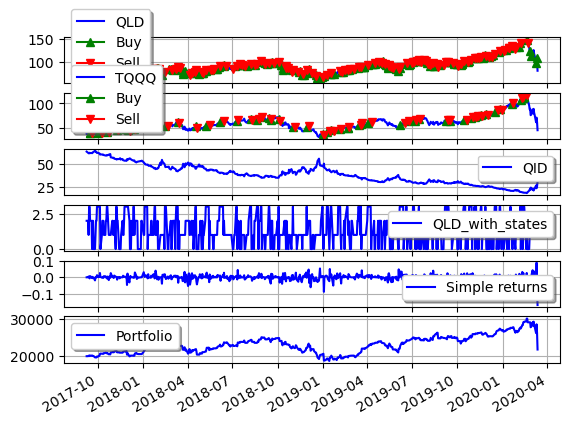 QLD
Buy
Sell
150
100
TQQQ
Buy
Sell
100
50
QID
50
25
QLD_with_states
2.5
0.0
Simple returns
0.1
0.0
−0.1
Portfolio
30000
20000
2017-10
2018-01
2018-04
2018-07
2018-10
2019-01
2019-04
2019-07
2019-10
2020-01
2020-04